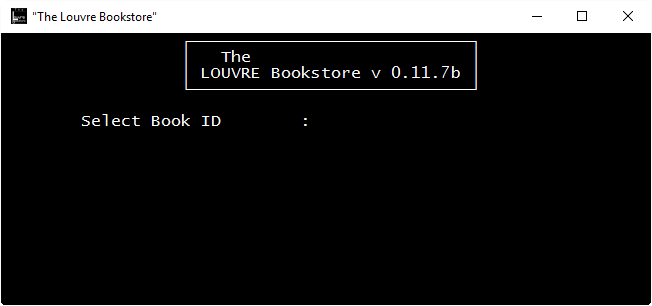 "The Louvre Bookstore"
The
LOUVRE Bookstore v 0.11.7b
Select Book ID :